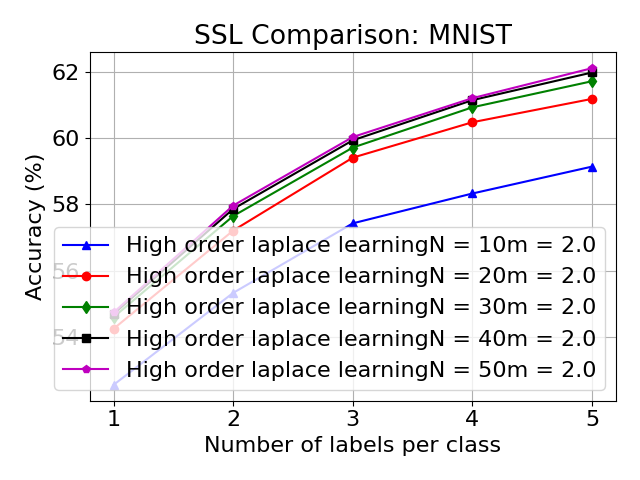 SSL Comparison: MNIST
Accuracy (%)
62
60
58
56
54
High order laplace learningN = 10m = 2.0
High order laplace learningN = 20m = 2.0
High order laplace learningN = 30m = 2.0
High order laplace learningN = 40m = 2.0
High order laplace learningN = 50m = 2.0
1 2 3 4 5
Number of labels per class